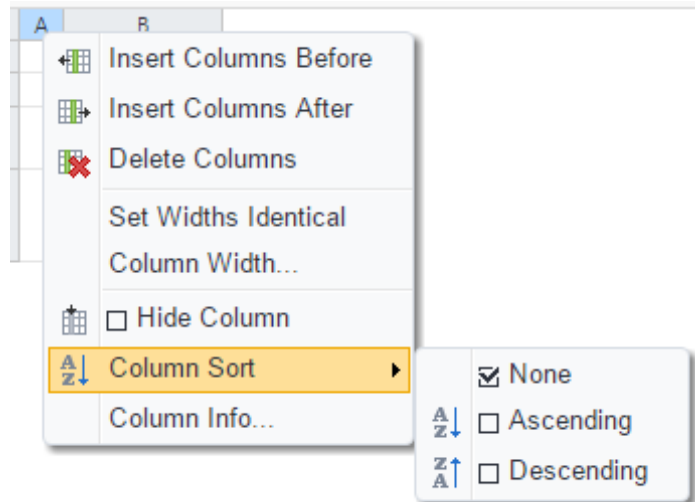 A B
Insert Columns Before
Insert Columns After
Delete Columns
Set Widths Identical
Column Width...
Hide Column
Column Sort
Column Info...
None
Ascending
Descending